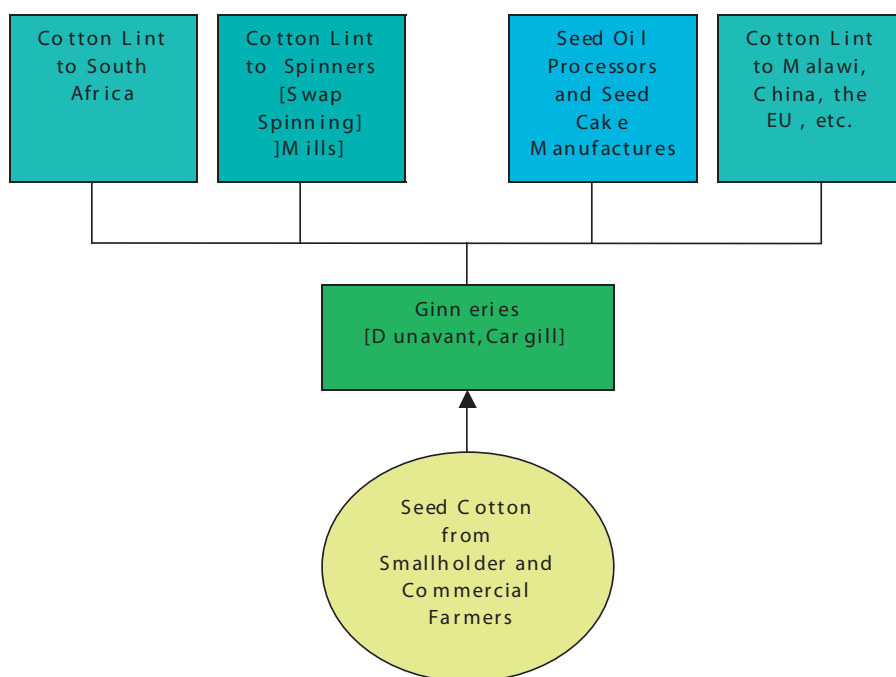 Cotton Lint
to South
Africa
Cotton Lint
to Spinners
[Swap
Spinning]
]Mills]
Seed Oil
Processors
and Seed
Cake
Manufactures
Cotton Lint
to Malawi,
China, the
EU , etc.
Ginneries
[Dunavant,Cargill]
Seed Cotton
from
Smallholder and
Commercial
Farmers